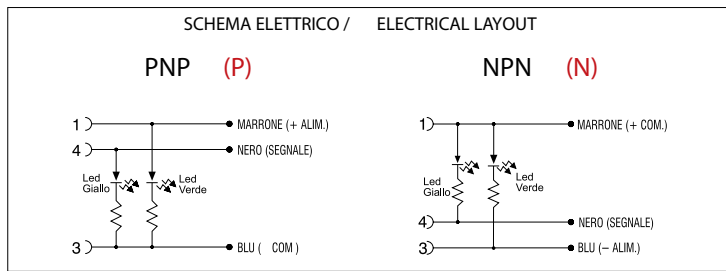 SCHEMA ELETTRICO / ELECTRICAL LAYOUT
PNP (P)
1 MARRONE (+ ALIM.)
4 NERO (SEGNALE)
Led Giallo
Led Verde
3 BLU ( COM )
NPN (N)
1 MARRONE (+ COM.)
Led Giallo
Led Verde
4 NERO (SEGNALE)
3 BLU (− ALIM.)